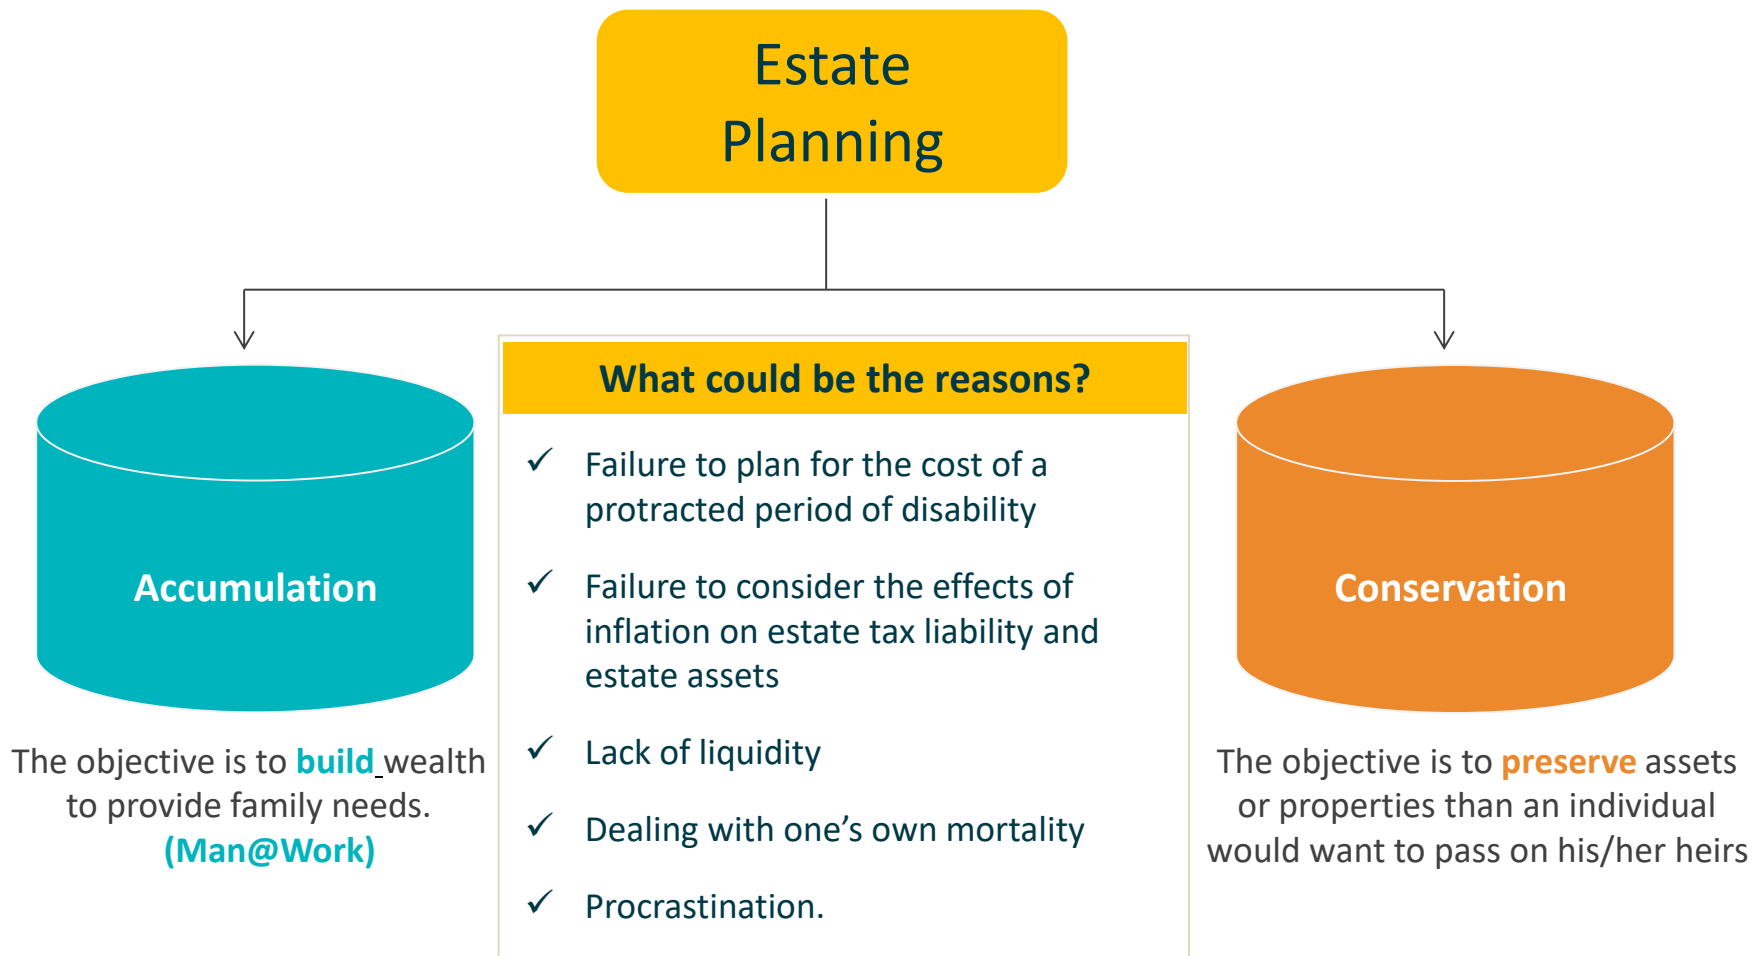 Estate
Planning
What could be the reasons?
✓ Failure to plan for the cost of a
protracted period of disability
✓ Failure to consider the effects of
inflation on estate tax liability and
estate assets
✓ Lack of liquidity
✓ Dealing with one’s own mortality
✓ Procrastination.
Accumulation
The objective is to build wealth
to provide family needs.
(Man@Work)
Conservation
The objective is to preserve assets
or properties than an individual
would want to pass on his/her heirs